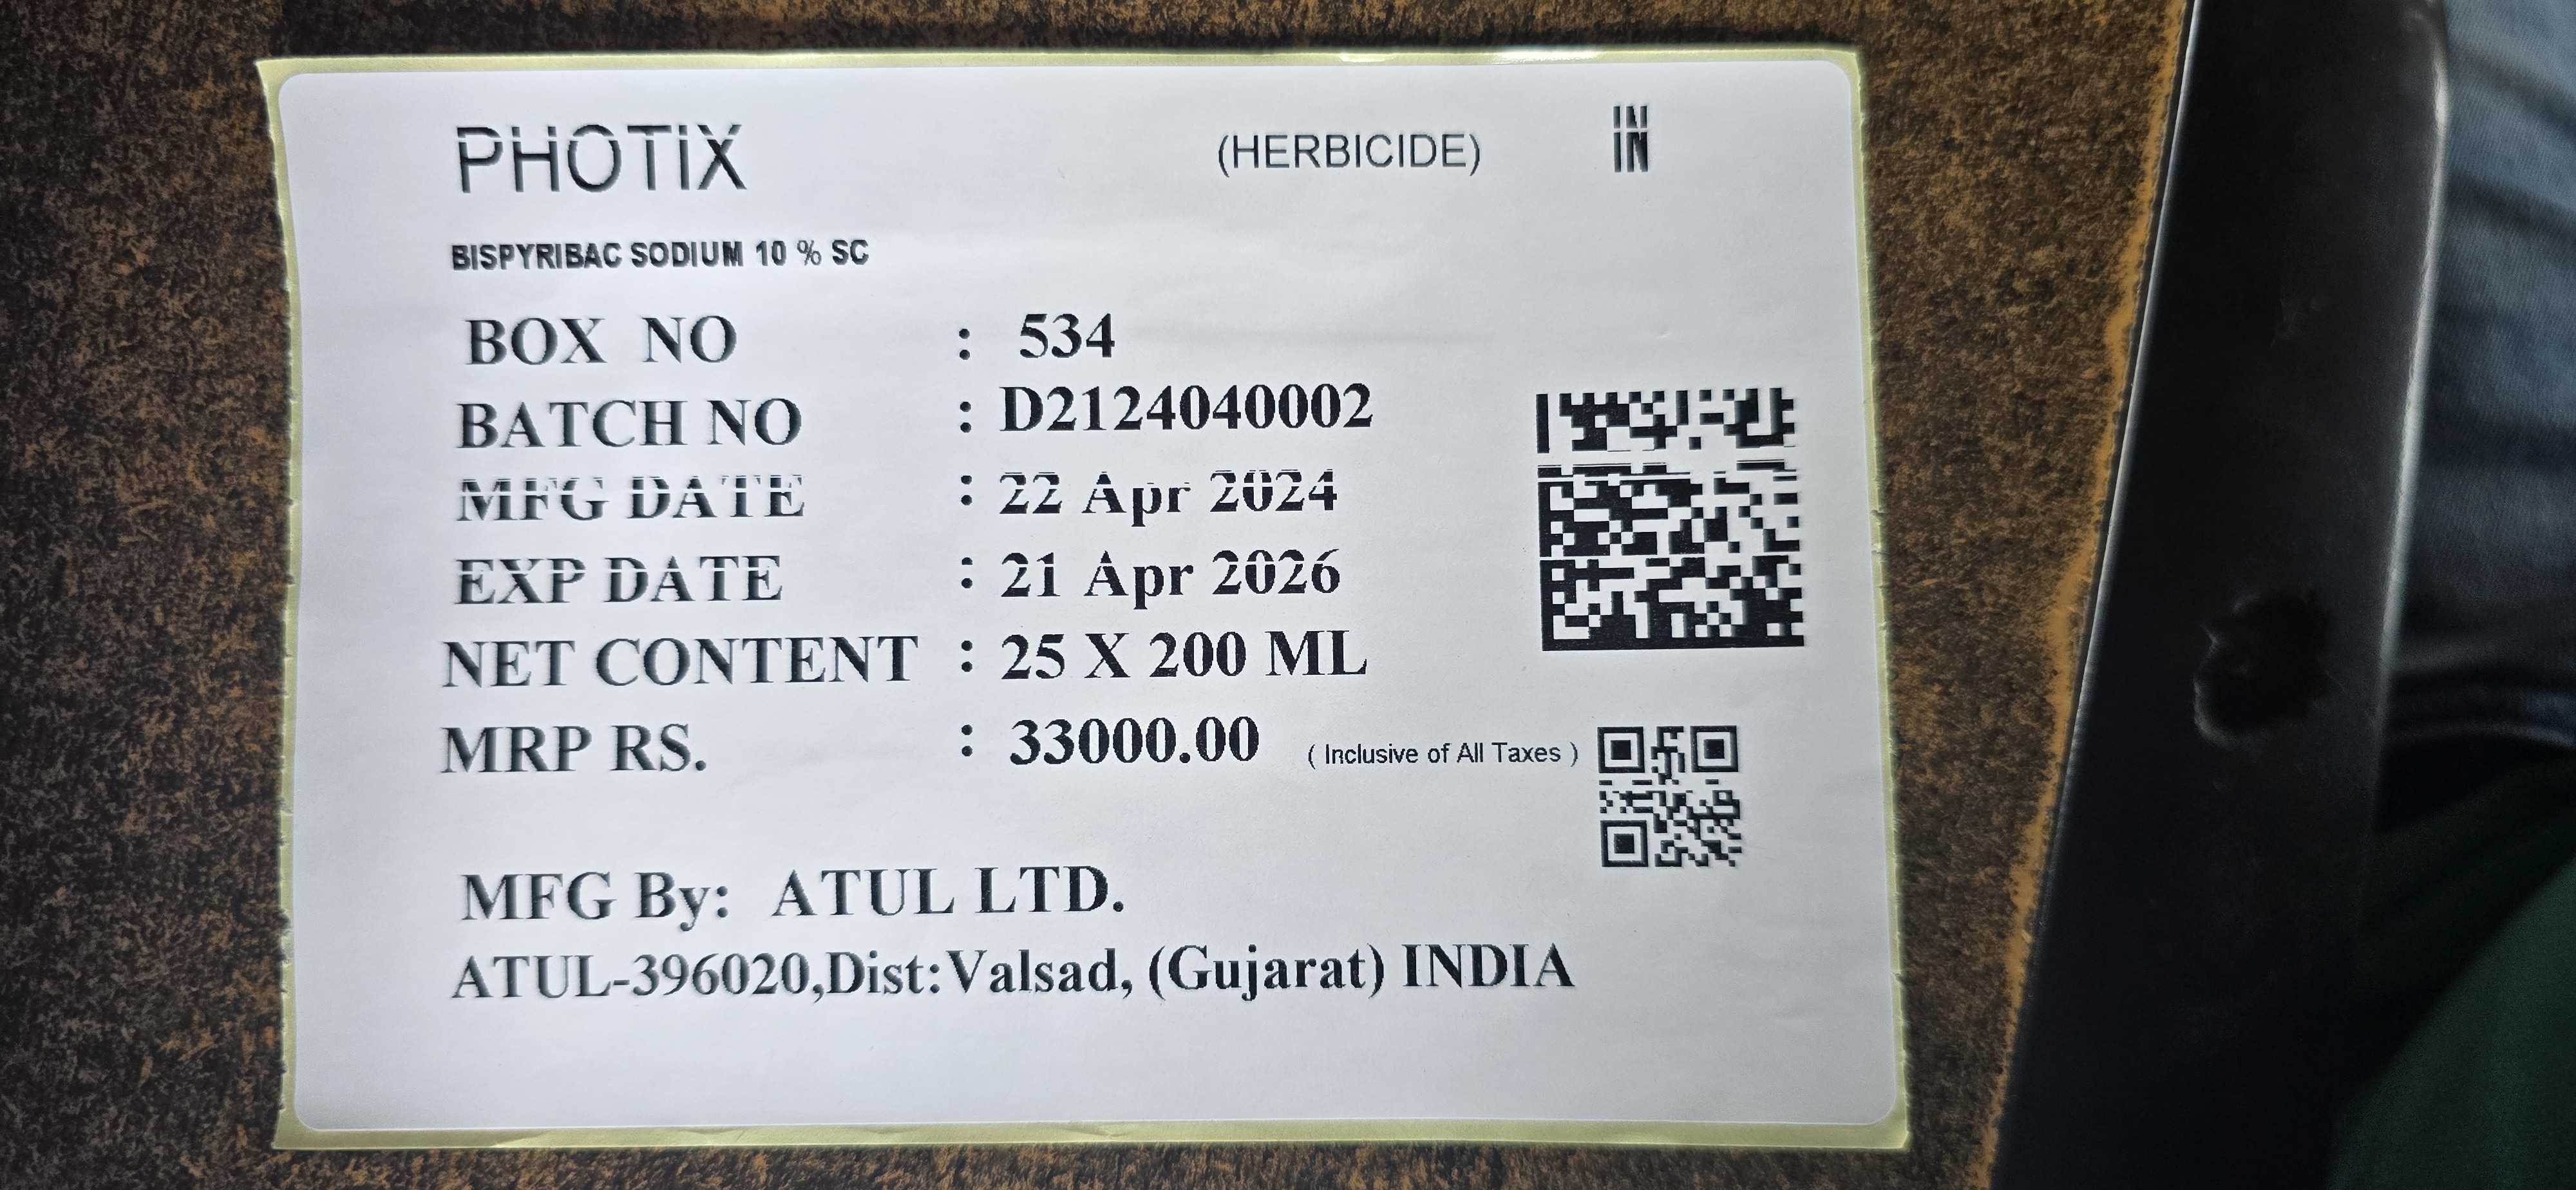 PHOTIX (HERBICIDE) IN
BISPYRIBAC SODIUM 10 % SC
BOX NO : 534
BATCH NO : D2124040002
MFG DATE : 22 Apr 2024
EXP DATE : 21 Apr 2026
NET CONTENT : 25 X 200 ML
MRP RS. : 33000.00 ( Inclusive of All Taxes )
MFG By: ATUL LTD.
ATUL-396020,Dist:Valsad, (Gujarat) INDIA